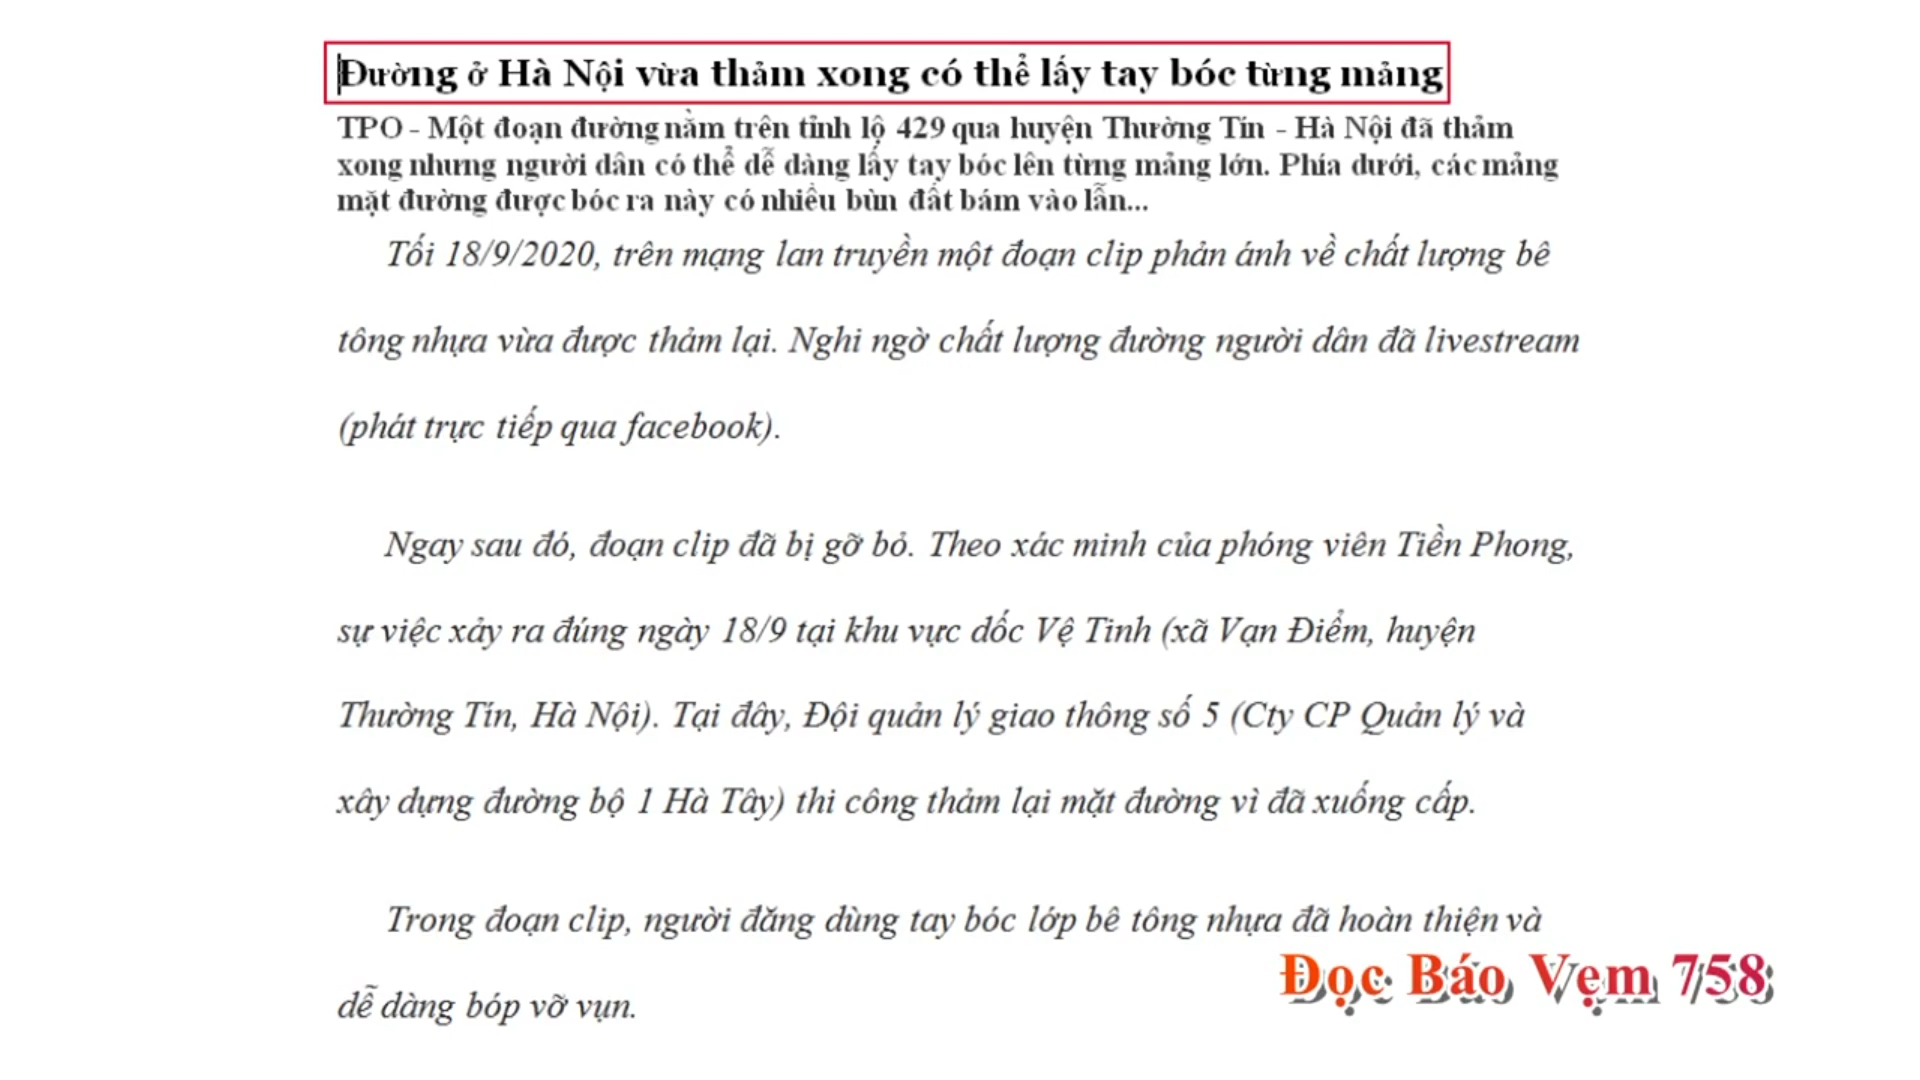 Đường ở Hà Nội vừa thảm xong có thể lấy tay bóc từng mảng
TPO - Một đoạn đường nằm trên tỉnh lộ 429 qua huyện Thường Tín - Hà Nội đã thảm
xong nhưng người dân có thể dễ dàng lấy tay bóc lên từng mảng lớn. Phía dưới, các mảng
mặt đường được bóc ra này có nhiều bùn đất bám vào lẫn...
Tối 18/9/2020, trên mạng lan truyền một đoạn clip phản ánh về chất lượng bê
tông nhựa vừa được thảm lại. Nghi ngờ chất lượng đường người dân đã livestream
(phát trực tiếp qua facebook).
Ngay sau đó, đoạn clip đã bị gỡ bỏ. Theo xác minh của phóng viên Tiền Phong,
sự việc xảy ra đúng ngày 18/9 tại khu vực dốc Vệ Tinh (xã Vạn Điểm, huyện
Thường Tín, Hà Nội). Tại đây, Đội quản lý giao thông số 5 (Cty CP Quản lý và
xây dựng đường bộ 1 Hà Tây) thi công thảm lại mặt đường vì đã xuống cấp.
Trong đoạn clip, người đăng dùng tay bóc lớp bê tông nhựa đã hoàn thiện và
dễ dàng bóp vỡ vụn.
Đọc Báo Vẹm 758